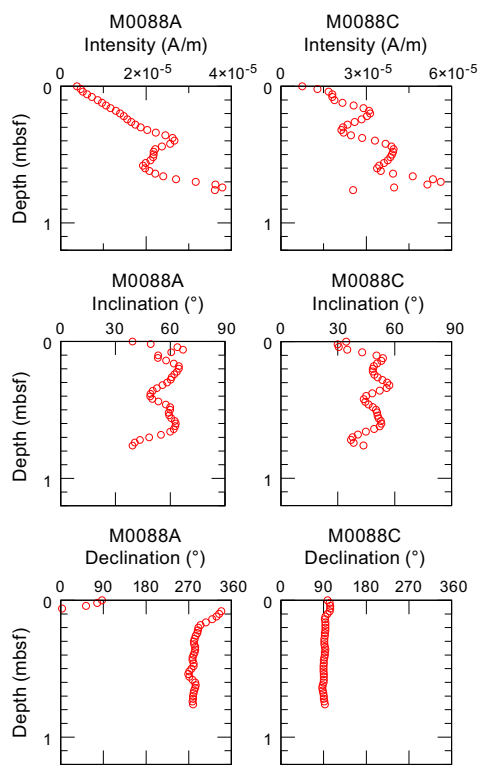 M0088A
Intensity (A/m)
0 2×10⁻⁵ 4×10⁻⁵
M0088C
Intensity (A/m)
0 3×10⁻⁵ 6×10⁻⁵
0
1
Depth (mbsf)
0
1
M0088A
Inclination (°)
0 30 60 90
M0088C
Inclination (°)
0 30 60 90
0
1
Depth (mbsf)
0
1
M0088A
Declination (°)
0 90 180 270 360
M0088C
Declination (°)
0 90 180 270 360
0
1
Depth (mbsf)
0
1